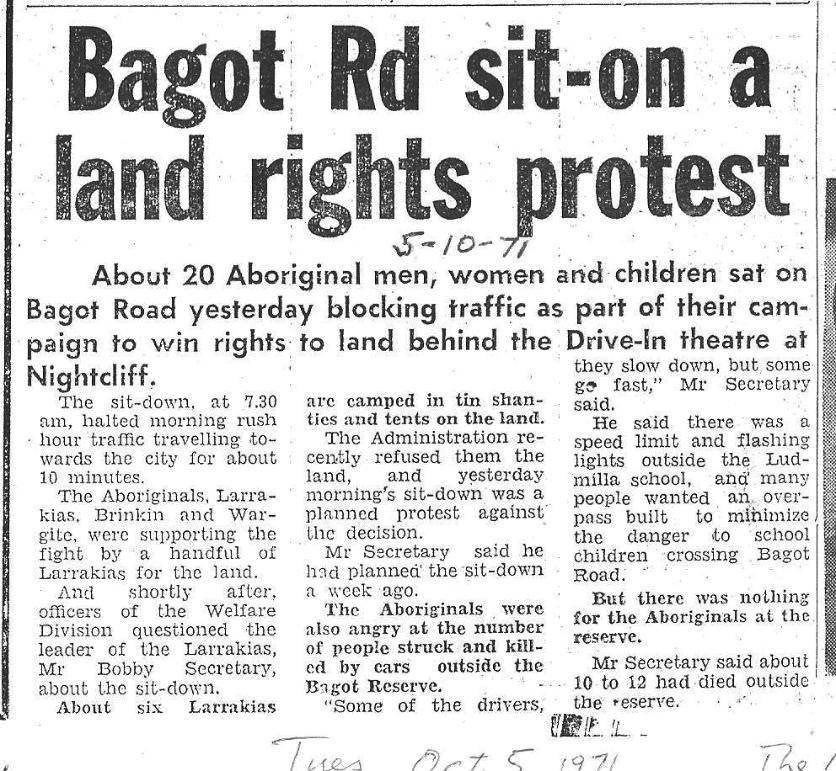 Bagot Rd sit-on a
land rights protest
5-10-71
About 20 Aboriginal men, women and children sat on
Bagot Road yesterday blocking traffic as part of their cam-
paign to win rights to land behind the Drive-In theatre at
Nightcliff.
The sit-down, at 7.30
am, halted morning rush
hour traffic travelling to-
wards the city for about
10 minutes.
The Aboriginals, Larra-
kias, Brinkin and War-
gite, were supporting the
fight by a handful of
Larrakias for the land.
And shortly after,
officers of the Welfare
Division questioned the
leader of the Larrakias,
Mr Bobby Secretary,
about the sit-down.
About six Larrakias
are camped in tin shan-
ties and tents on the land.
The Administration re-
cently refused them the
land, and yesterday
morning's sit-down was a
planned protest against
the decision.
Mr Secretary said he
had planned the sit-down
a week ago.
The Aboriginals were
also angry at the number
of people struck and kill-
ed by cars outside the
Bagot Reserve.
"Some of the drivers,
they slow down, but some
go fast," Mr Secretary
said.
He said there was a
speed limit and flashing
lights outside the Lud-
milla school, and many
people wanted an over-
pass built to minimize
the danger to school
children crossing Bagot
Road.
But there was nothing
for the Aboriginals at the
reserve.
Mr Secretary said about
10 to 12 had died outside
the reserve.
Tues Oct 5 1971 The